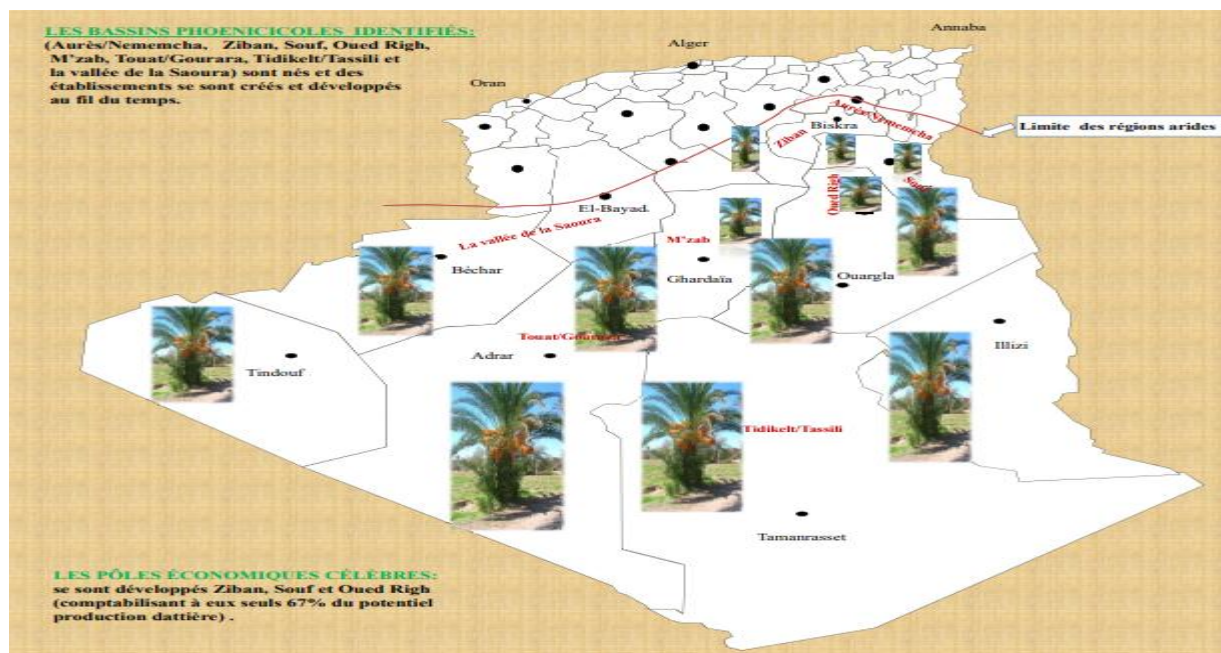 LES BASSINS PHOENICICOLES IDENTIFIÉS:
(Aurès/Nememcha, Ziban, Souf, Oued Righ,
M'zab, Touat/Gourara, Tidikelt/Tassili et
la vallée de la Saoura) sont nés et des
établissements se sont créés et développés
au fil du temps.
Annaba
Alger
Oran
Limite des régions arides
Aurés/Nememcha
Biskra
Ziban
Oued Righ
El-Bayad
La vallée de la Saoura
M'zab
Béchar
Ghardaïa
Ouargla
Touat/Gourara
Adrar
Illizi
Tindouf
Tidikelt/Tassili
Tamanrasset
LES PÔLES ÉCONOMIQUES CÉLÈBRES:
se sont développés Ziban, Souf et Oued Righ
(comptabilisant à eux seuls 67% du potentiel
production dattière) .